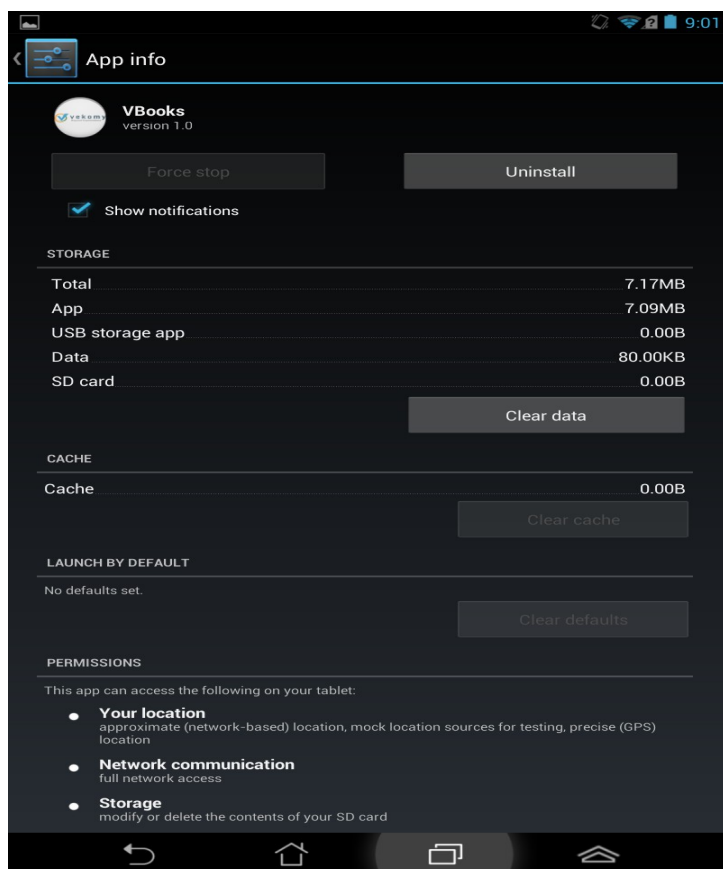 9:01
App info
vekomy
VBooks
version 1.0
Force stop
Uninstall
Show notifications
STORAGE
Total 7.17MB
App 7.09MB
USB storage app 0.00B
Data 80.00KB
SD card 0.00B
Clear data
CACHE
Cache 0.00B
Clear cache
LAUNCH BY DEFAULT
No defaults set.
Clear defaults
PERMISSIONS
This app can access the following on your tablet:
Your location
approximate (network-based) location, mock location sources for testing, precise (GPS)
location
Network communication
full network access
Storage
modify or delete the contents of your SD card